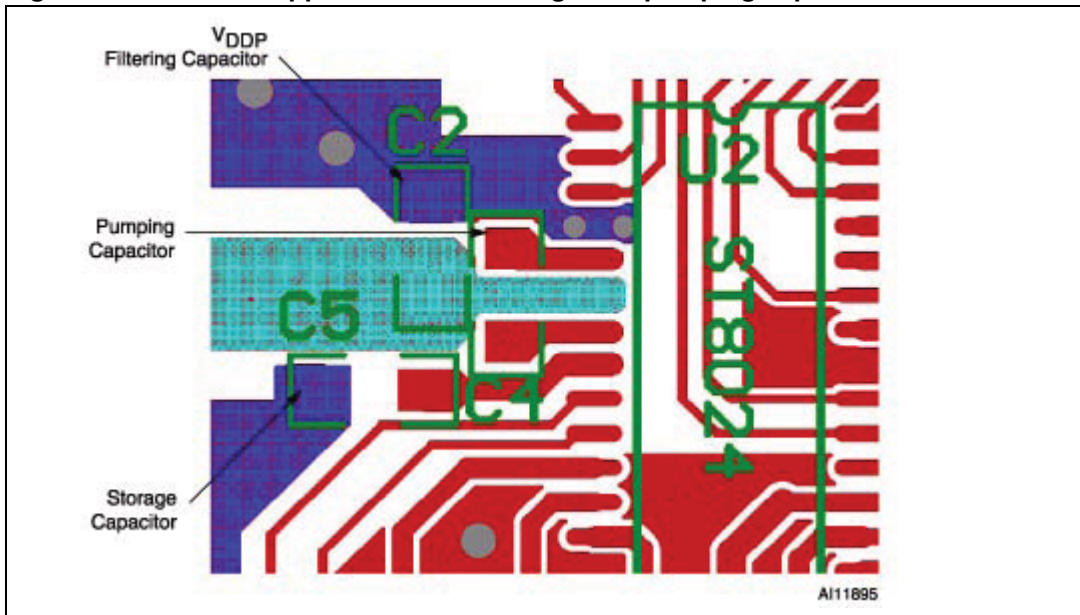 VDDP
Filtering Capacitor
C2
U2
Pumping
Capacitor
ST8024
C5
C4
Storage
Capacitor
AI11895